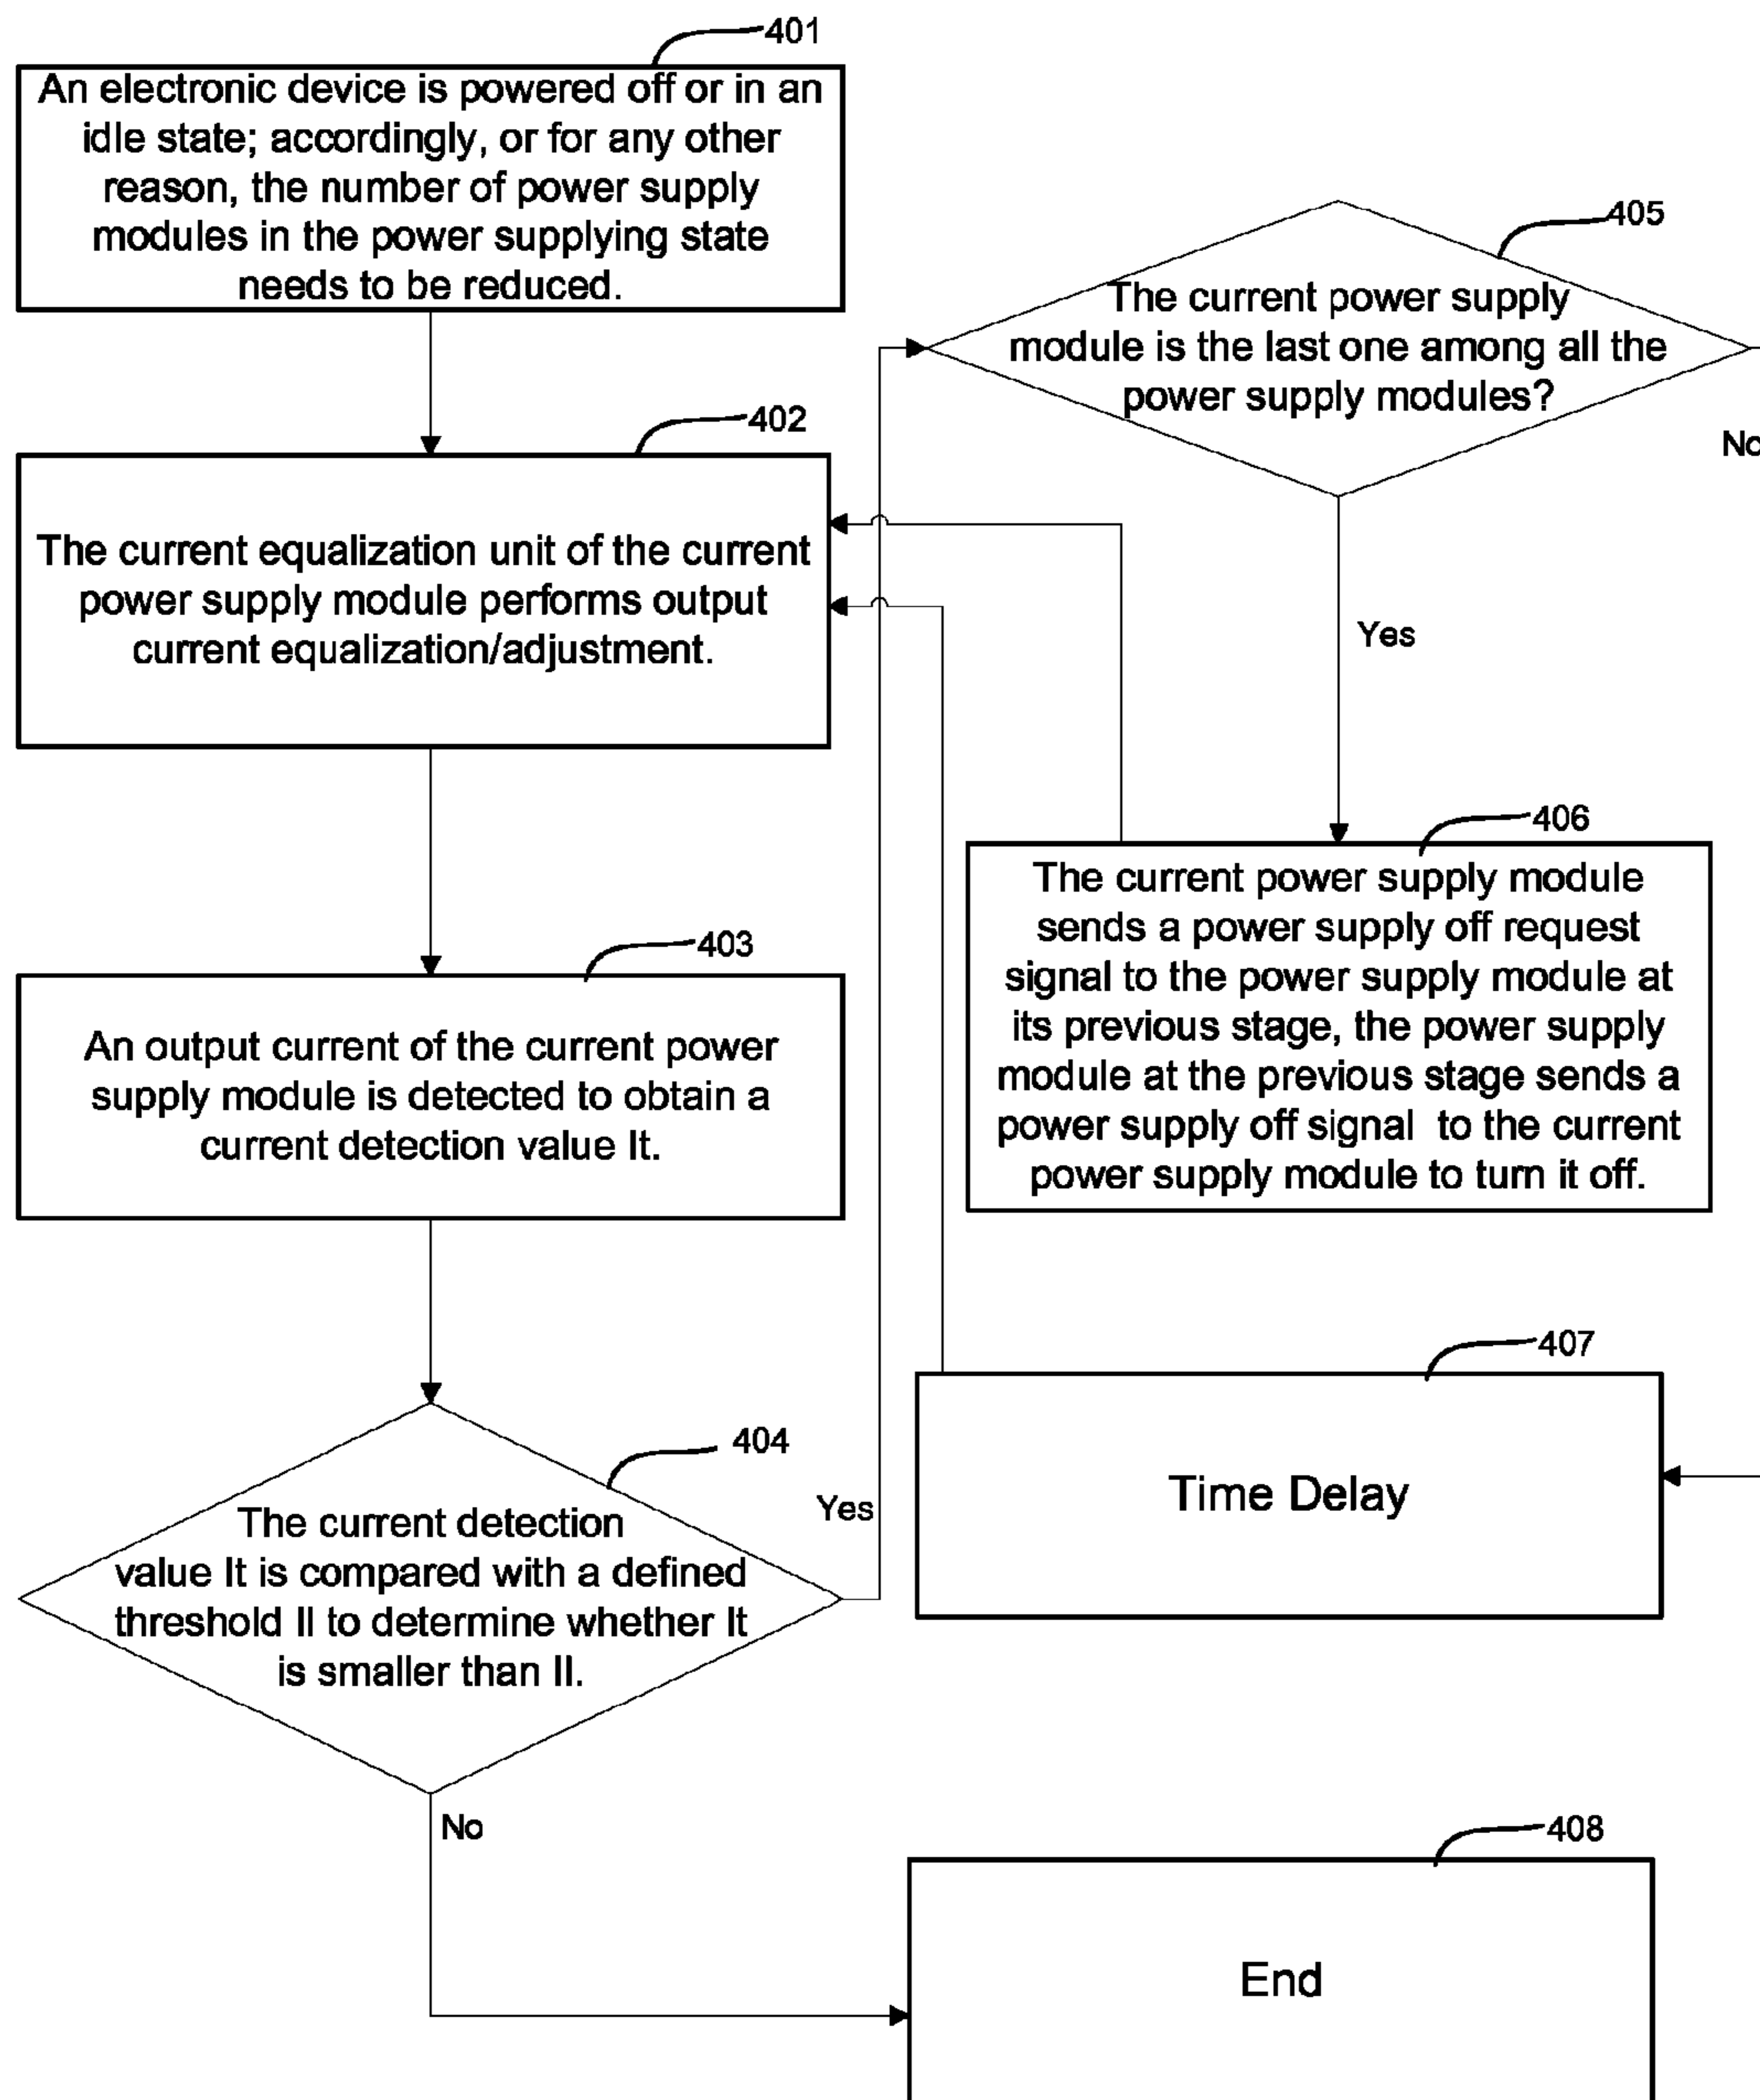 401
An electronic device is powered off or in an
idle state; accordingly, or for any other
reason, the number of power supply
modules in the power supplying state
needs to be reduced.
402
The current equalization unit of the current
power supply module performs output
current equalization/adjustment.
403
An output current of the current power
supply module is detected to obtain a
current detection value It.
404
The current detection
value It is compared with a defined
threshold Il to determine whether It
is smaller than Il.
Yes
No
405
The current power supply
module is the last one among all the
power supply modules?
No
Yes
406
The current power supply module
sends a power supply off request
signal to the power supply module at
its previous stage, the power supply
module at the previous stage sends a
power supply off signal to the current
power supply module to turn it off.
407
Time Delay
408
End